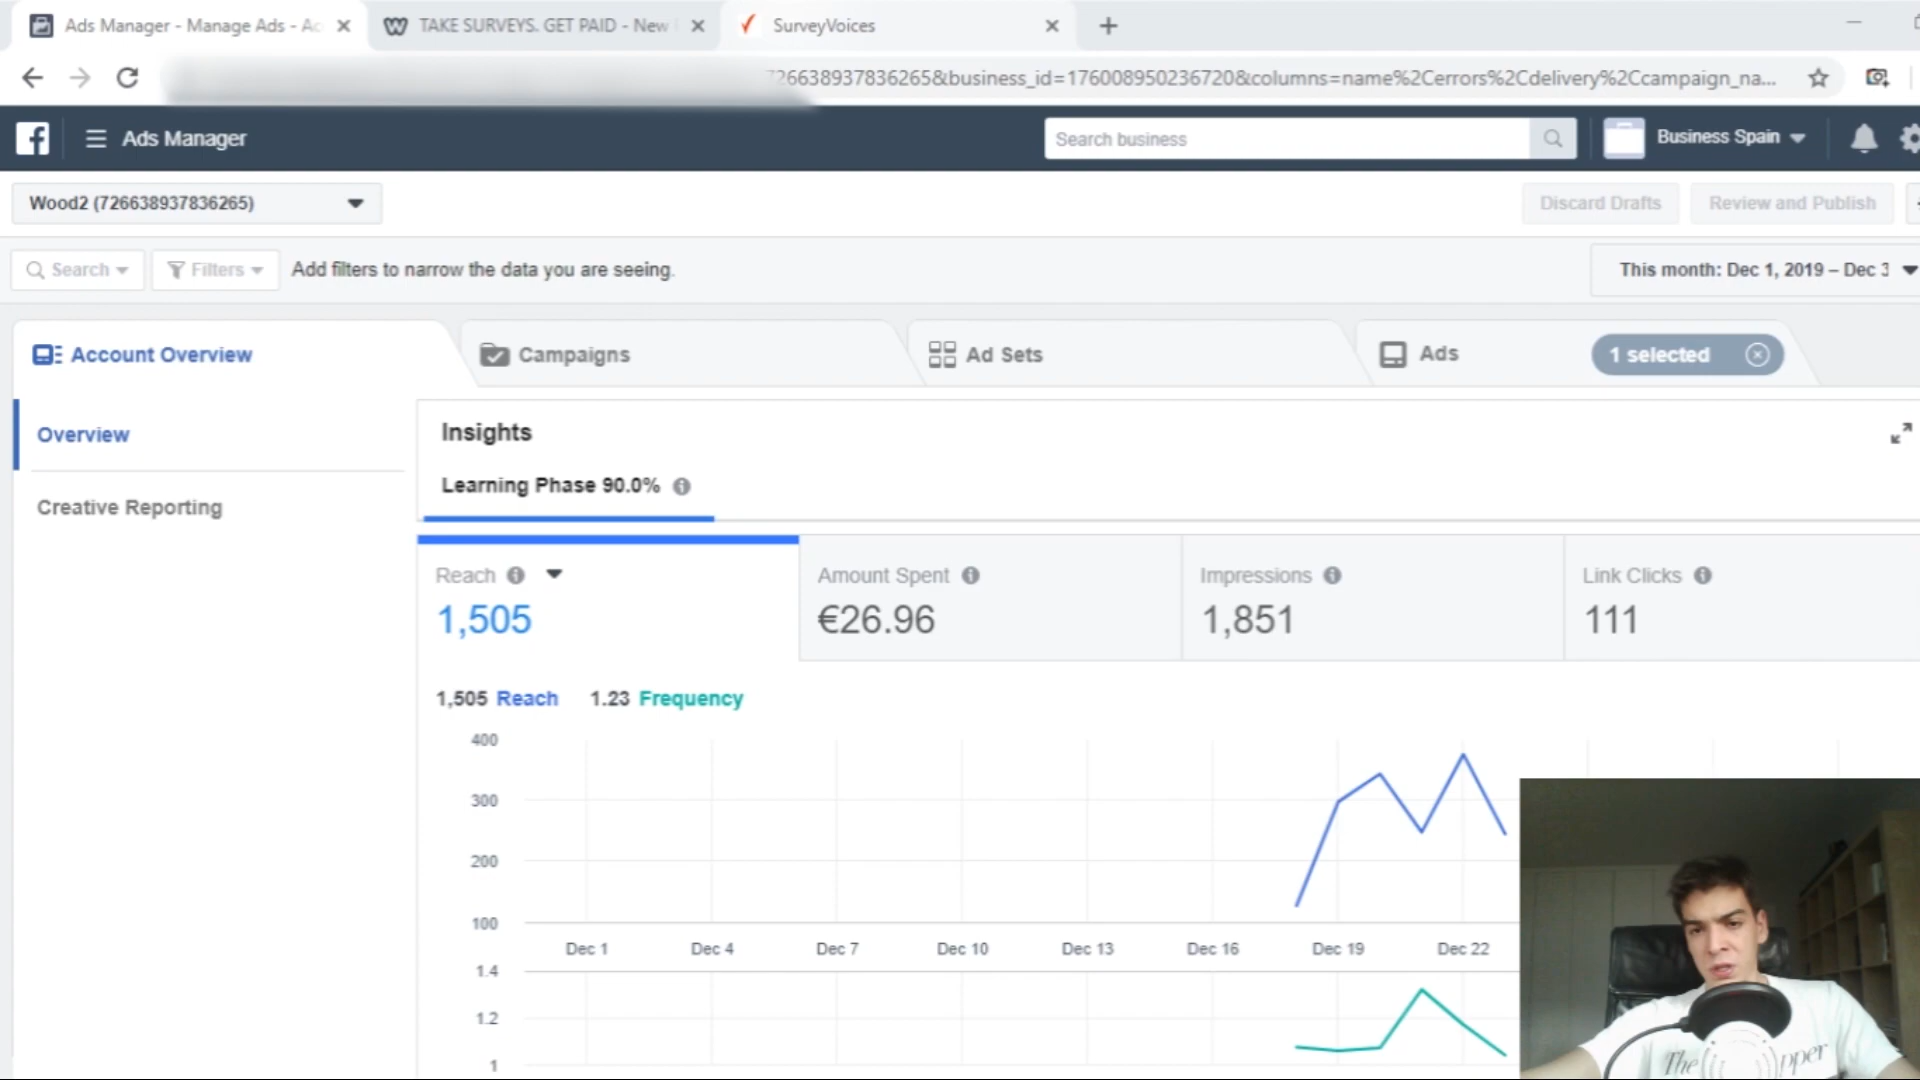 Ads Manager - Manage Ads - Ac
TAKE SURVEYS. GET PAID - New
SurveyVoices
726638937836265&business_id=176008950236720&columns=name%2Cerrors%2Cdelivery%2Ccampaign_na...
Ads Manager
Search business
Business Spain
Wood2 (726638937836265)
Discard Drafts
Review and Publish
Search
Filters
Add filters to narrow the data you are seeing.
This month: Dec 1, 2019 – Dec 3
Account Overview
Campaigns
Ad Sets
Ads
1 selected
Overview
Creative Reporting
Insights
Learning Phase 90.0%
Reach
1,505
Amount Spent
€26.96
Impressions
1,851
Link Clicks
111
1,505 Reach
1.23 Frequency
400
300
200
100
Dec 1
Dec 4
Dec 7
Dec 10
Dec 13
Dec 16
Dec 19
Dec 22
1.4
1.2
1
The
pper